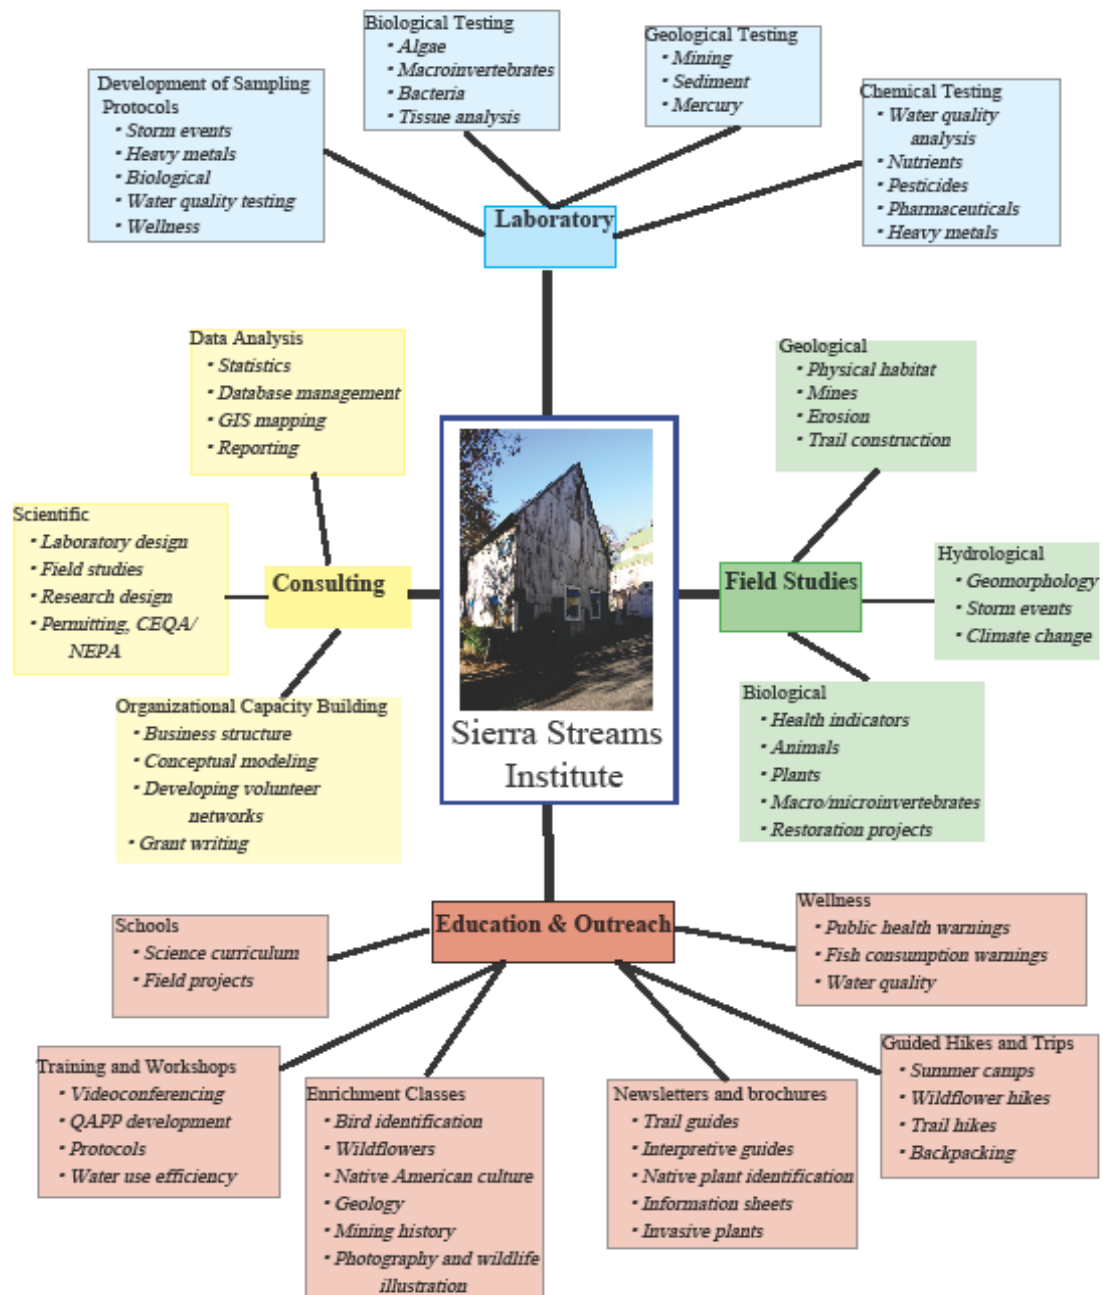 Biological Testing
• Algae
• Macroinvertebrates
• Bacteria
• Tissue analysis
Geological Testing
• Mining
• Sediment
• Mercury
Development of Sampling
Protocols
• Storm events
• Heavy metals
• Biological
• Water quality testing
• Wellness
Chemical Testing
• Water quality
analysis
• Nutrients
• Pesticides
• Pharmaceuticals
• Heavy metals
Laboratory
Data Analysis
• Statistics
• Database management
• GIS mapping
• Reporting
Geological
• Physical habitat
• Mines
• Erosion
• Trail construction
Scientific
• Laboratory design
• Field studies
• Research design
• Permitting, CEQA/
NEPA
Consulting
Field Studies
Hydrological
• Geomorphology
• Storm events
• Climate change
Organizational Capacity Building
• Business structure
• Conceptual modeling
• Developing volunteer
networks
• Grant writing
Sierra Streams
Institute
Biological
• Health indicators
• Animals
• Plants
• Macro/microinvertebrates
• Restoration projects
Education & Outreach
Schools
• Science curriculum
• Field projects
Wellness
• Public health warnings
• Fish consumption warnings
• Water quality
Training and Workshops
• Videoconferencing
• QAPP development
• Protocols
• Water use efficiency
Enrichment Classes
• Bird identification
• Wildflowers
• Native American culture
• Geology
• Mining history
• Photography and wildlife
illustration
Newsletters and brochures
• Trail guides
• Interpretive guides
• Native plant identification
• Information sheets
• Invasive plants
Guided Hikes and Trips
• Summer camps
• Wildflower hikes
• Trail hikes
• Backpacking